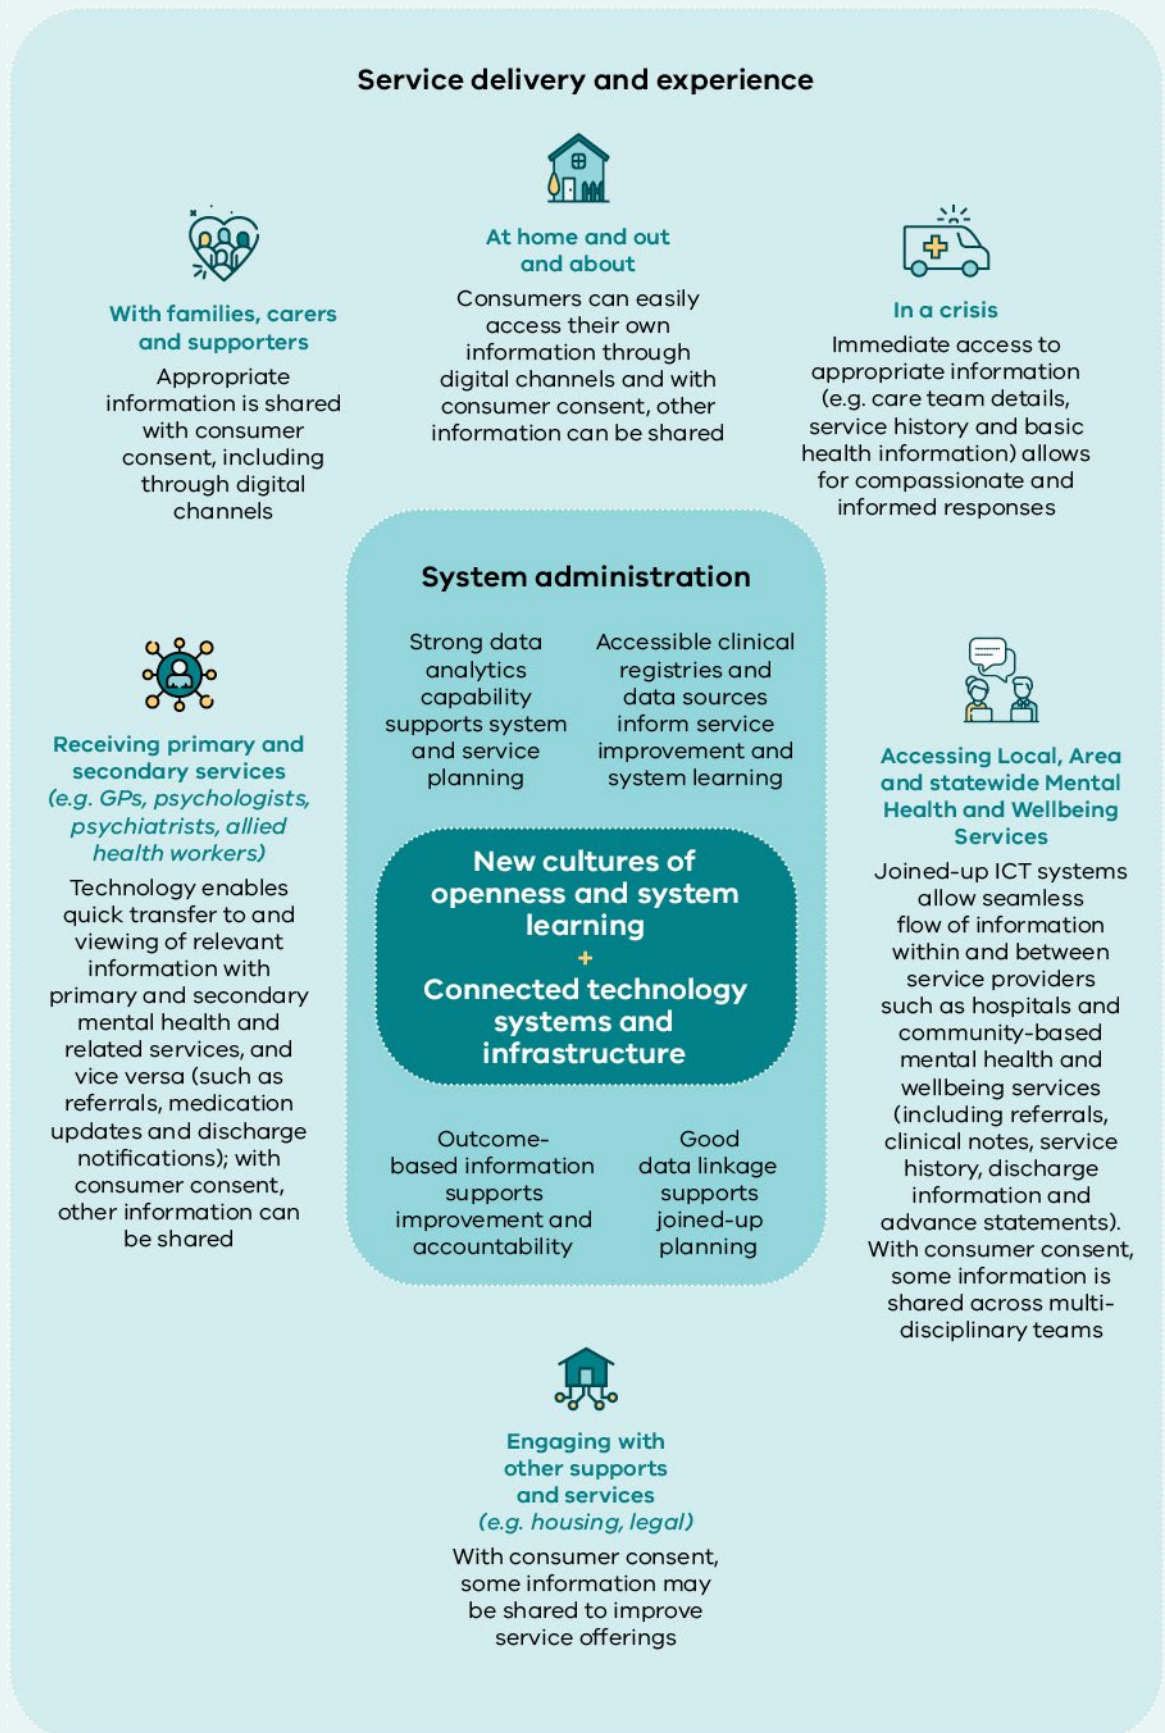 Service delivery and experience
At home and out
and about
Consumers can easily
access their own
information through
digital channels and with
consumer consent, other
information can be shared
With families, carers
and supporters
Appropriate
information is shared
with consumer
consent, including
through digital
channels
In a crisis
Immediate access to
appropriate information
(e.g. care team details,
service history and basic
health information) allows
for compassionate and
informed responses
System administration
Strong data
analytics
capability
supports system
and service
planning
Accessible clinical
registries and
data sources
inform service
improvement and
system learning
New cultures of
openness and system
learning
+
Connected technology
systems and
infrastructure
Outcome-
based information
supports
improvement and
accountability
Good
data linkage
supports
joined-up
planning
Receiving primary and
secondary services
(e.g. GPs, psychologists,
psychiatrists, allied
health workers)
Technology enables
quick transfer to and
viewing of relevant
information with
primary and secondary
mental health and
related services, and
vice versa (such as
referrals, medication
updates and discharge
notifications); with
consumer consent,
other information can
be shared
Accessing Local, Area
and statewide Mental
Health and Wellbeing
Services
Joined-up ICT systems
allow seamless
flow of information
within and between
service providers
such as hospitals and
community-based
mental health and
wellbeing services
(including referrals,
clinical notes, service
history, discharge
information and
advance statements).
With consumer consent,
some information is
shared across multi-
disciplinary teams
Engaging with
other supports
and services
(e.g. housing, legal)
With consumer consent,
some information may
be shared to improve
service offerings